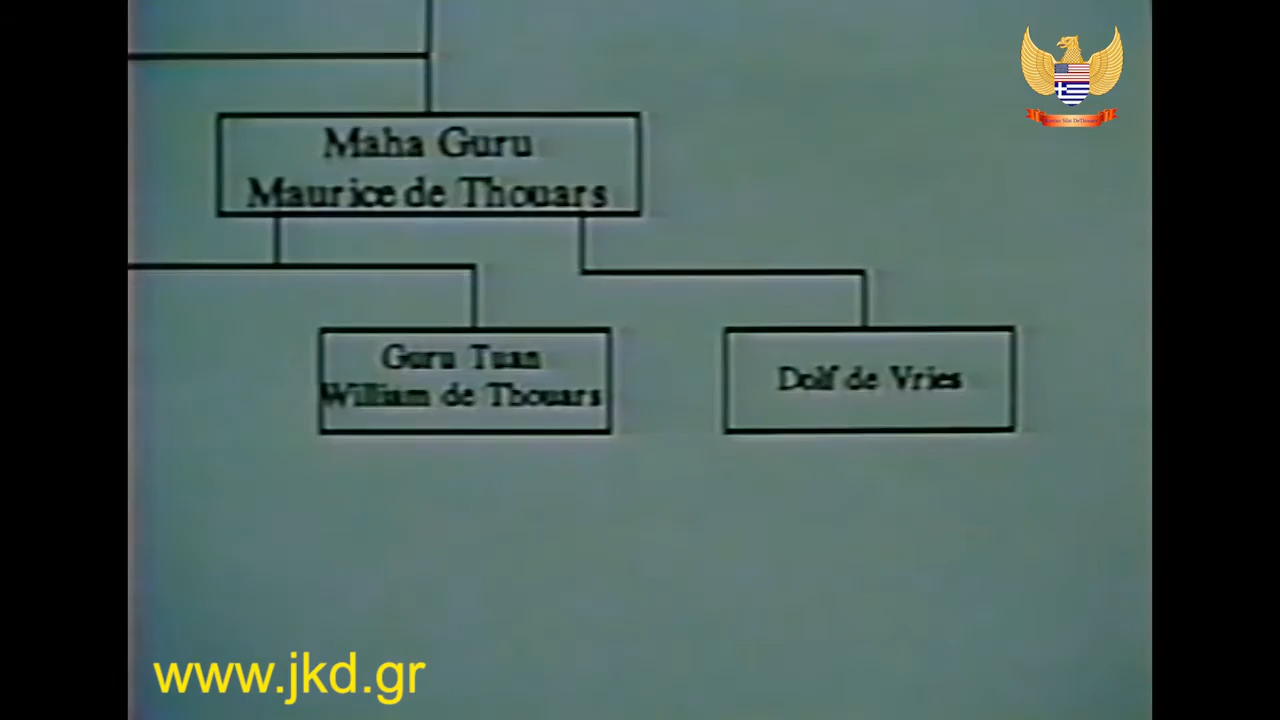 Maha Guru
Maurice de Thouars
Guru Tuan
William de Thouars
Dolf de Vries
www.jkd.gr